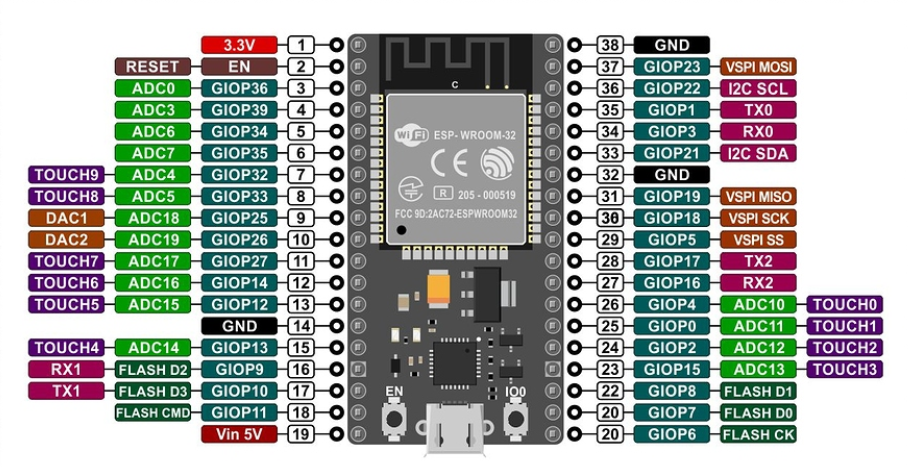 3.3V 1
RESET EN 2
ADC0 GIOP36 3
ADC3 GIOP39 4
ADC6 GIOP34 5
ADC7 GIOP35 6
TOUCH9 ADC4 GIOP32 7
TOUCH8 ADC5 GIOP33 8
DAC1 ADC18 GIOP25 9
DAC2 ADC19 GIOP26 10
TOUCH7 ADC17 GIOP27 11
TOUCH6 ADC16 GIOP14 12
TOUCH5 ADC15 GIOP12 13
GND 14
TOUCH4 ADC14 GIOP13 15
RX1 FLASH D2 GIOP9 16
TX1 FLASH D3 GIOP10 17
FLASH CMD GIOP11 18
Vin 5V 19
C
WiFi ESP-WROOM-32
CE
R 205-000519
FCC 9D:2AC72-ESPWROOM32
EN IO0
38 GND
37 GIOP23 VSPI MOSI
36 GIOP22 I2C SCL
35 GIOP1 TX0
34 GIOP3 RX0
33 GIOP21 I2C SDA
32 GND
31 GIOP19 VSPI MISO
30 GIOP18 VSPI SCK
29 GIOP5 VSPI SS
28 GIOP17 TX2
27 GIOP16 RX2
26 GIOP4 ADC10 TOUCH0
25 GIOP0 ADC11 TOUCH1
24 GIOP2 ADC12 TOUCH2
23 GIOP15 ADC13 TOUCH3
22 GIOP8 FLASH D1
20 GIOP7 FLASH D0
20 GIOP6 FLASH CK